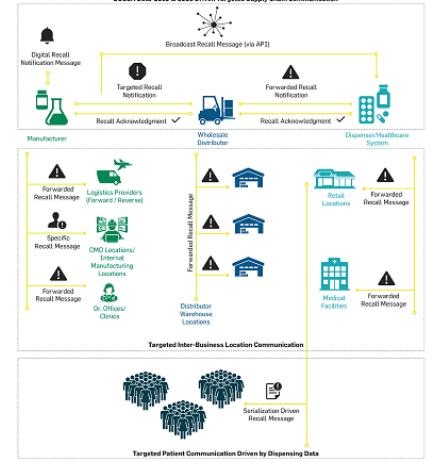 Broadcast Recall Message (via API)
Digital Recall
Notification Message
Targeted Recall
Notification
Forwarded Recall
Notification
Recall Acknowledgment
Recall Acknowledgment
Manufacturer
Wholesale
Distributor
Dispenser/Healthcare
System
Forwarded
Recall Message
Logistics Providers
(Forward / Reverse)
Specific
Recall Message
CMO Locations/
Internal
Manufacturing
Locations
Forwarded
Recall Message
Dr. Offices/
Clinics
Forwarded Recall Message
Distributor
Warehouse
Locations
Retail
Locations
Forwarded
Recall Message
Medical
Facilities
Forwarded
Recall Message
Targeted Inter-Business Location Communication
Serialization Driven
Recall Message
Targeted Patient Communication Driven by Dispensing Data